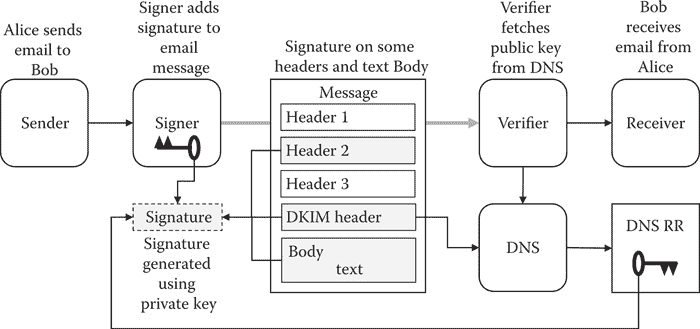 Alice sends
email to
Bob
Signer adds
signature to
email
message
Signature on some
headers and text Body
Verifier
fetches
public key
from DNS
Bob
receives
email from
Alice
Sender
Signer
Message
Header 1
Header 2
Header 3
DKIM header
Body
text
Verifier
Receiver
Signature
Signature
generated
using
private key
DNS
DNS RR